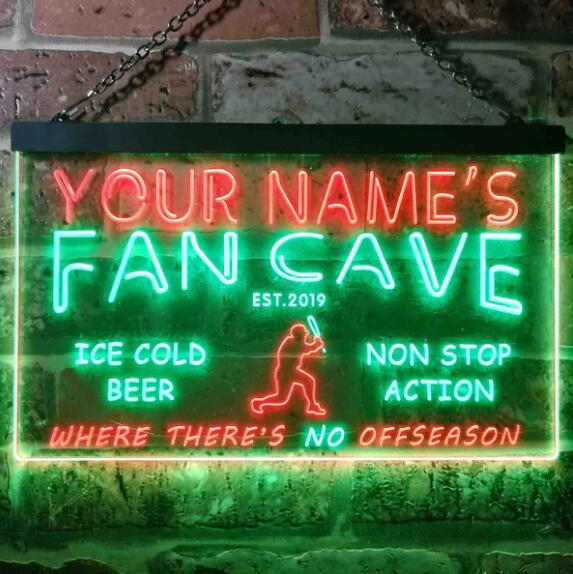 YOUR NAME'S
FAN CAVE
EST.2019
ICE COLD
BEER
NON STOP
ACTION
WHERE THERE'S NO OFFSEASON